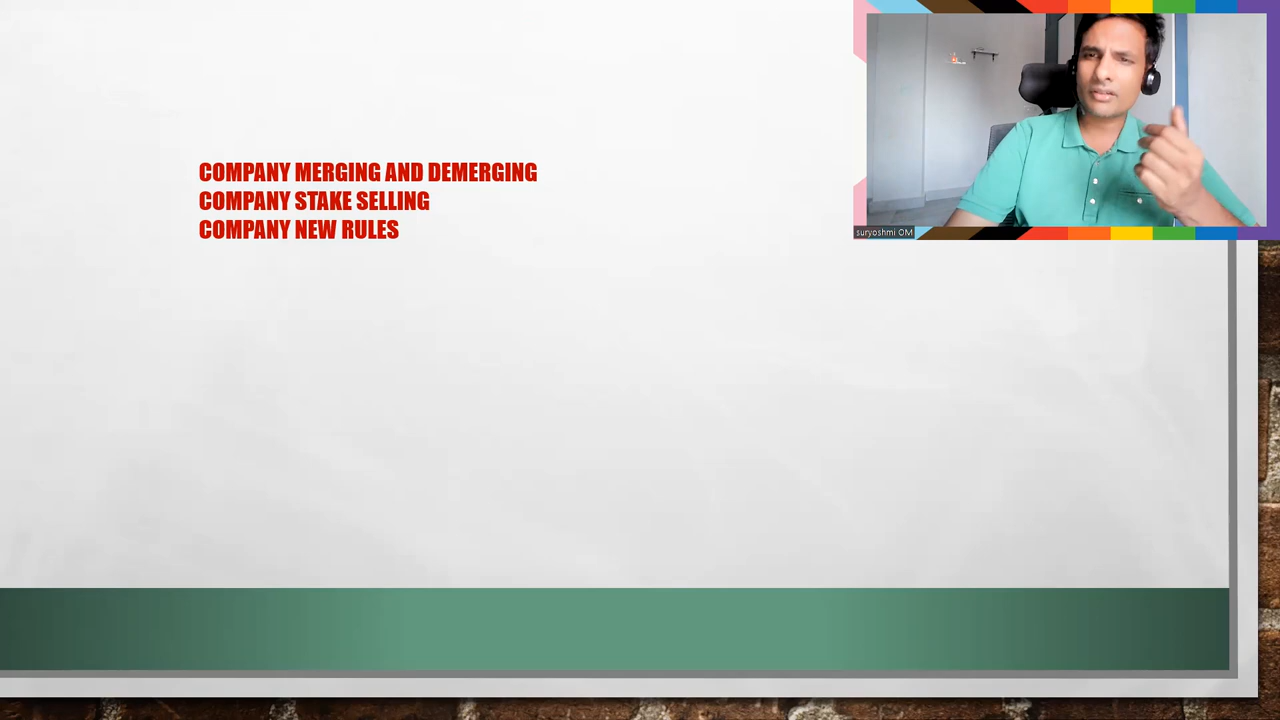 COMPANY MERGING AND DEMERGING
COMPANY STAKE SELLING
COMPANY NEW RULES
suryoshmi OM